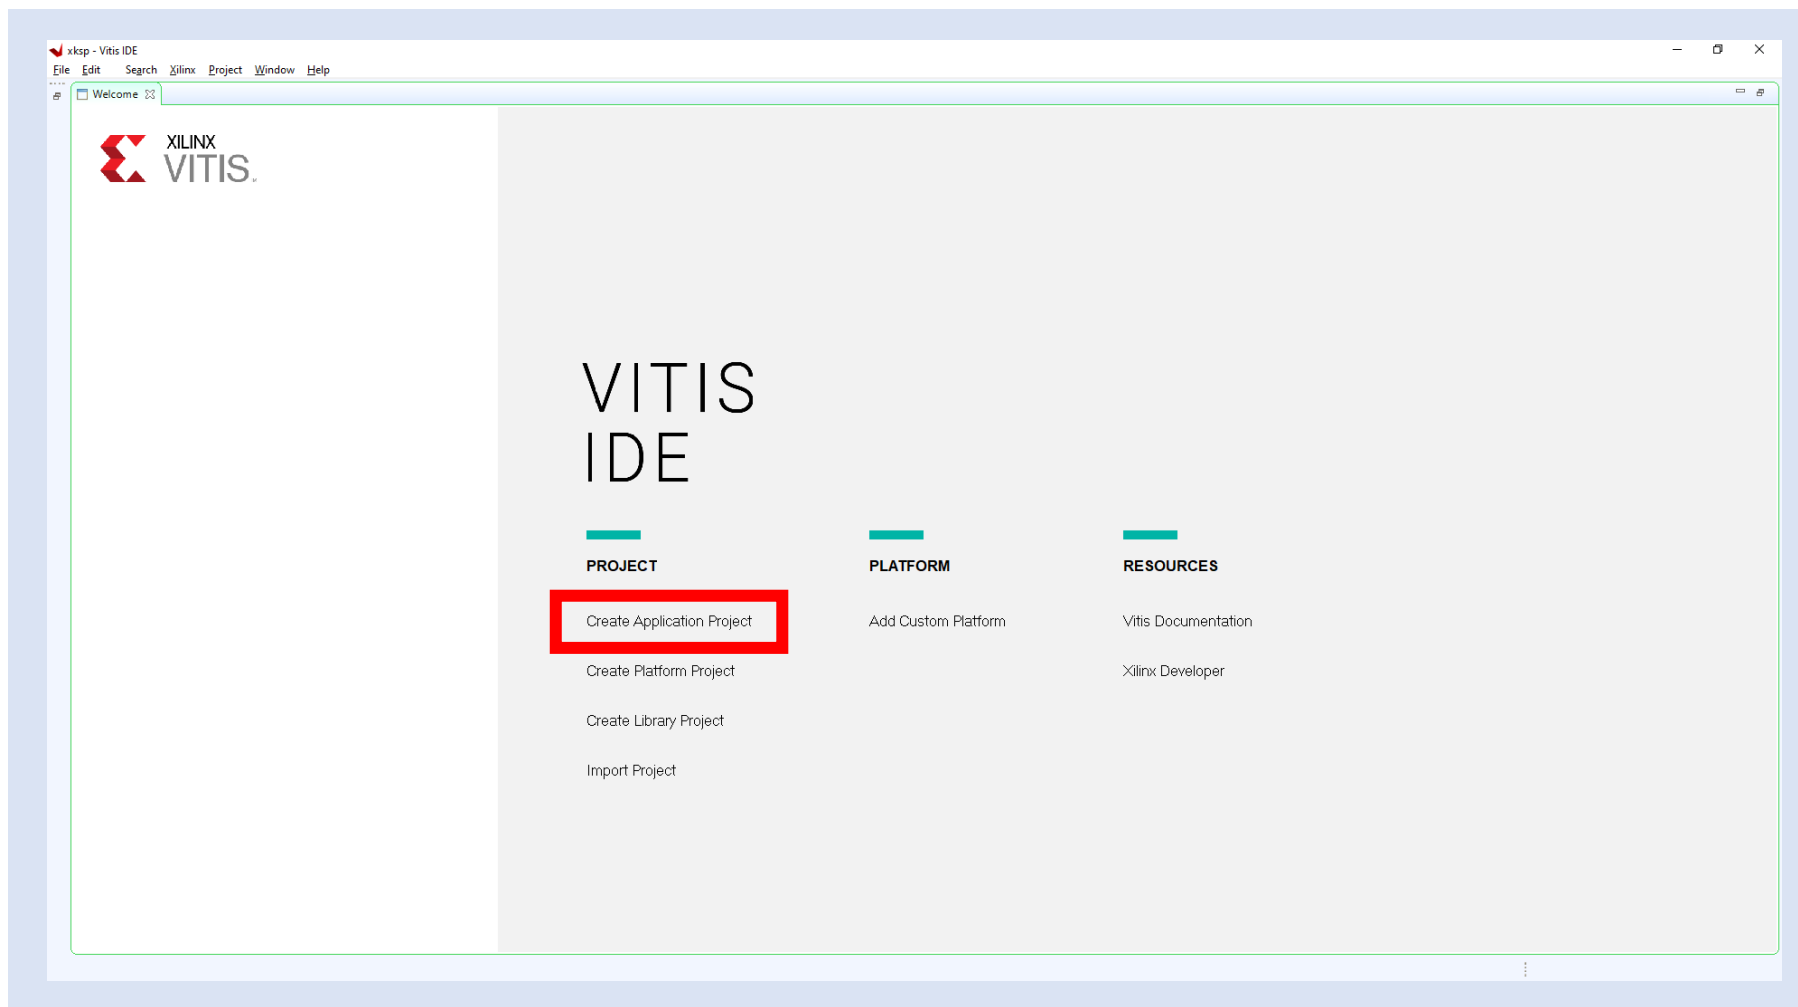 xksp - Vitis IDE
File Edit Search Xilinx Project Window Help
Welcome
XILINX
VITIS
VITIS
IDE
PROJECT PLATFORM RESOURCES
Create Application Project Add Custom Platform Vitis Documentation
Create Platform Project Xilinx Developer
Create Library Project
Import Project